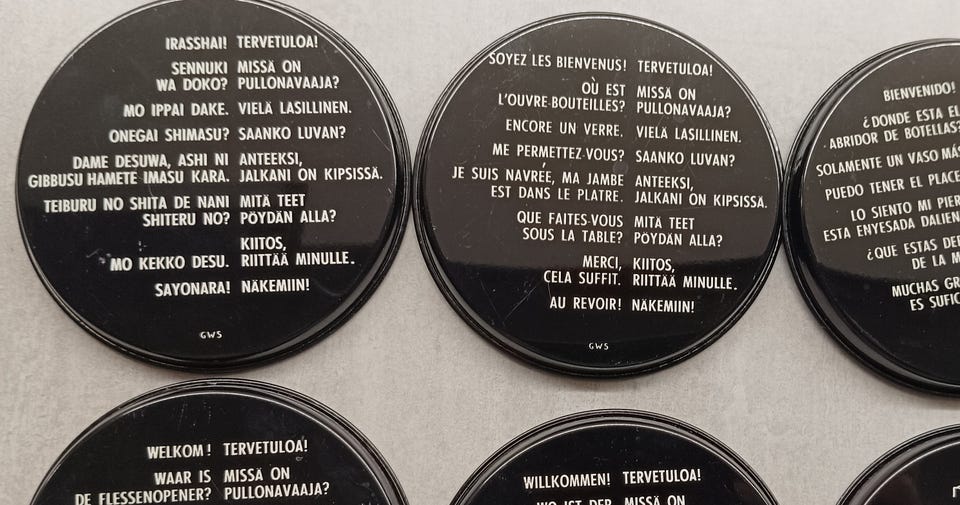 IRASSHAI! TERVETULOA!
SENNUKI MISSÄ ON
WA DOKO? PULLONAVAAJA?
MO IPPAI DAKE. VIELÄ LASILLINEN.
ONEGAI SHIMASU? SAANKO LUVAN?
DAME DESUWA, ASHI NI ANTEEKSI,
GIBBUSU HAMETE IMASU KARA. JALKANI ON KIPSISSÄ.
TEIBURU NO SHITA DE NANI MITÄ TEET
SHITERU NO? PÖYDÄN ALLA?
KIITOS,
MO KEKKO DESU. RIITTÄÄ MINULLE.
SAYONARA! NÄKEMIIN!
GWS
SOYEZ LES BIENVENUS! TERVETULOA!
OÙ EST MISSÄ ON
L'OUVRE-BOUTEILLES? PULLONAVAAJA?
ENCORE UN VERRE. VIELÄ LASILLINEN.
ME PERMETTEZ-VOUS? SAANKO LUVAN?
JE SUIS NAVRÉE, MA JAMBE ANTEEKSI,
EST DANS LE PLATRE. JALKANI ON KIPSISSÄ.
QUE FAITES-VOUS MITÄ TEET
SOUS LA TABLE? PÖYDÄN ALLA?
MERCI, KIITOS,
CELA SUFFIT. RIITTÄÄ MINULLE.
AU REVOIR! NÄKEMIIN!
GWS
BIENVENIDO!
¿DONDE ESTA EL
ABRIDOR DE BOTELLAS?
SOLAMENTE UN VASO MÁS
PUEDO TENER EL PLACE
LO SIENTO MI PIER
ESTA ENYESADA DALIEN
¿QUE ESTAS DE
DE LA M
MUCHAS GR
ES SUFIC
WELKOM! TERVETULOA!
WAAR IS MISSÄ ON
DE FLESSENOPENER? PULLONAVAAJA?
WILLKOMMEN! TERVETULOA!
WO IST DER MISSÄ ON